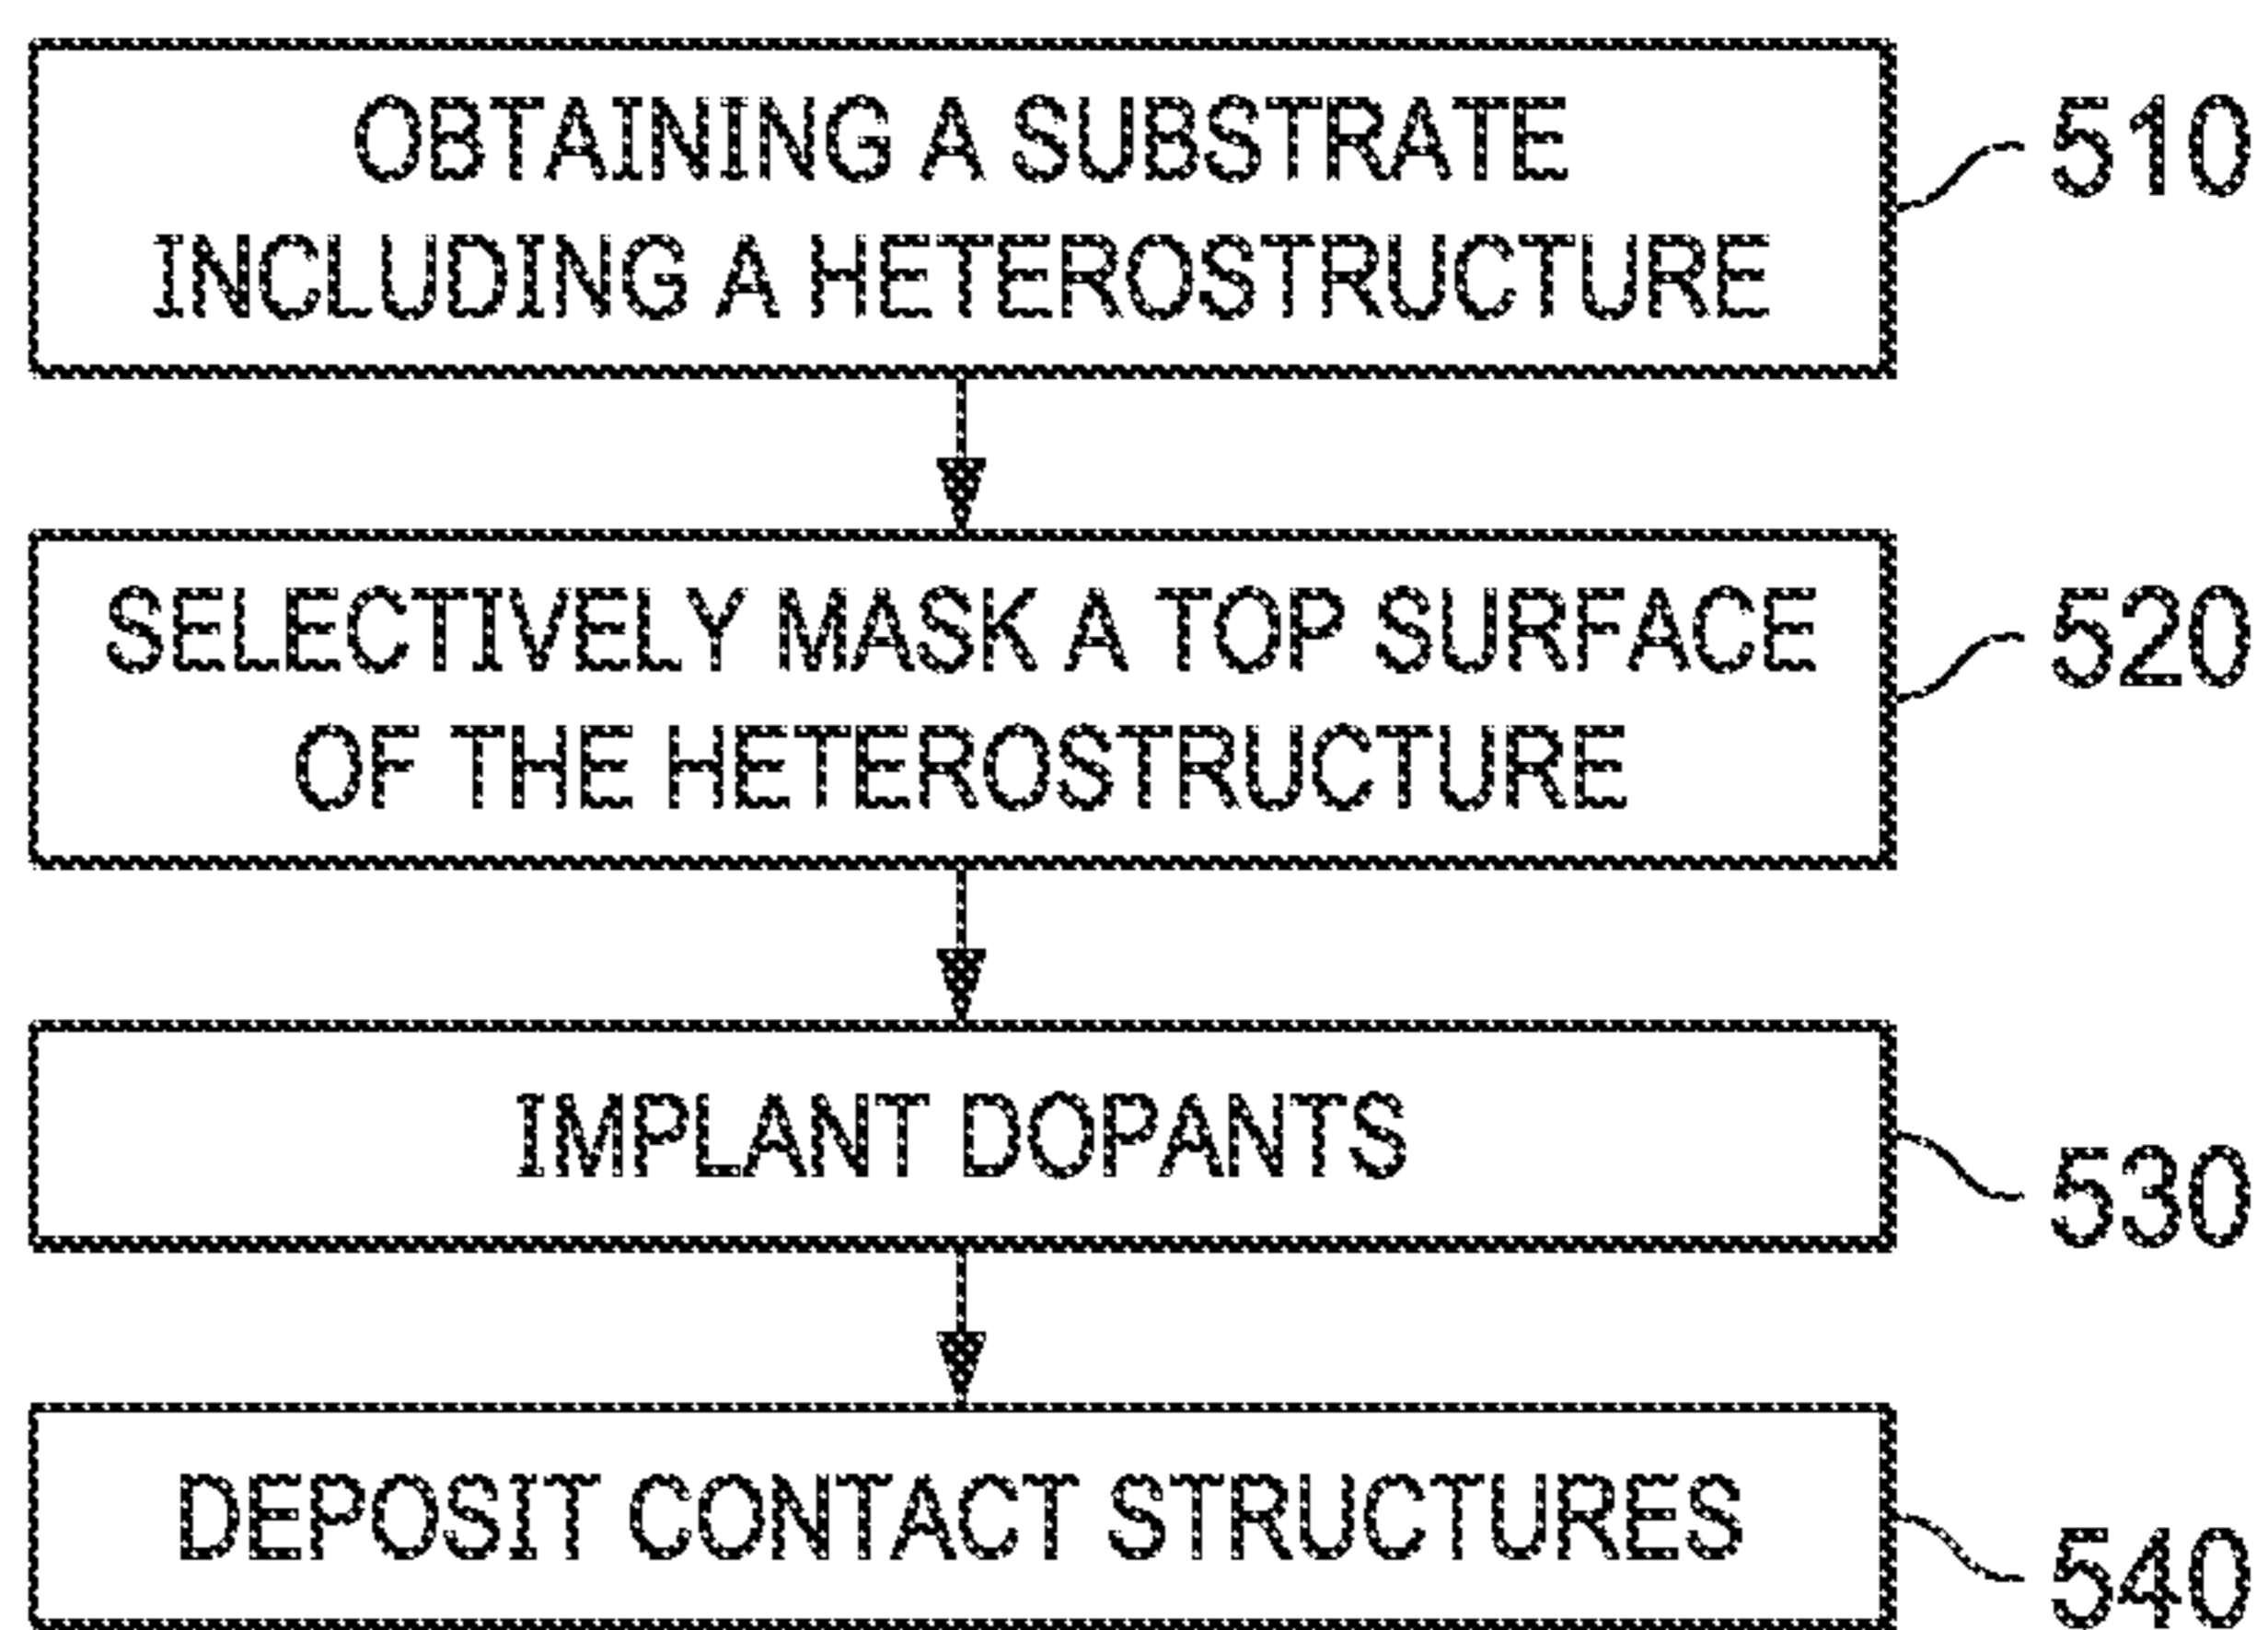 OBTAINING A SUBSTRATE
INCLUDING A HETEROSTRUCTURE
510
SELECTIVELY MASK A TOP SURFACE
OF THE HETEROSTRUCTURE
520
IMPLANT DOPANTS
530
DEPOSIT CONTACT STRUCTURES
540